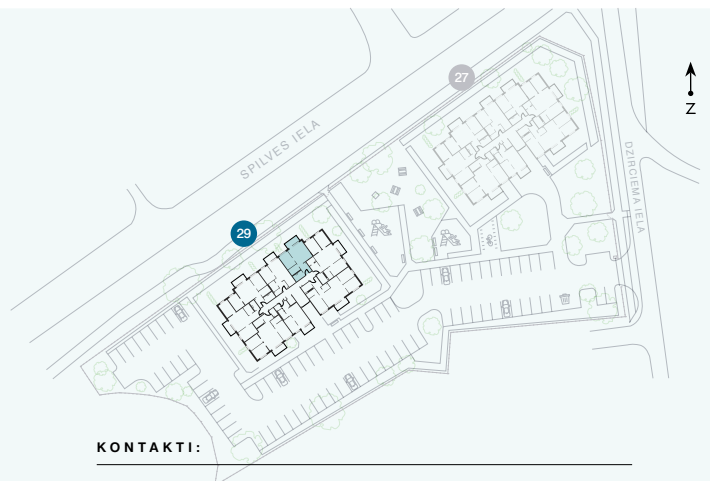 27
Z
SPILVES IELA
DZIRCIEMA IELA
29
KONTAKTI: